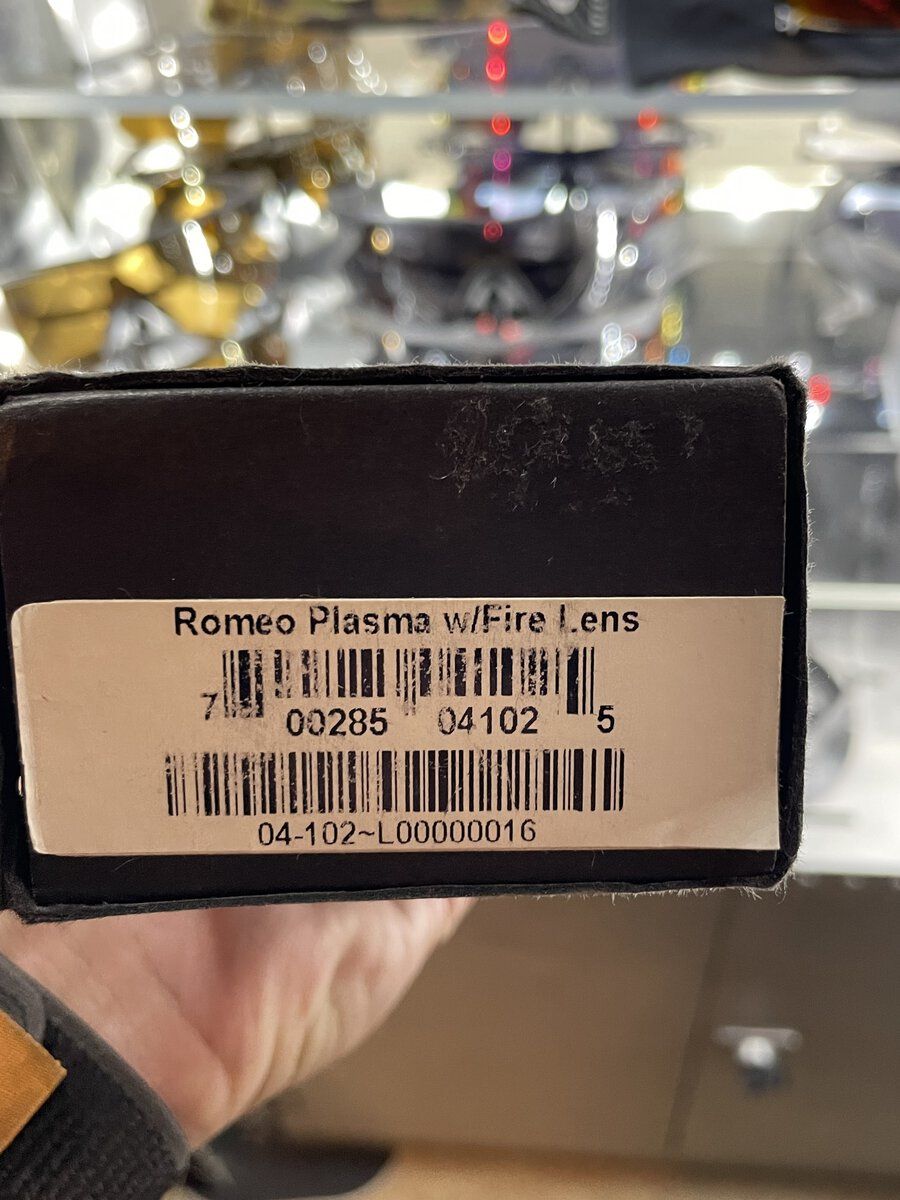 Romeo Plasma w/Fire Lens
7 00285 04102 5
04-102~L00000016